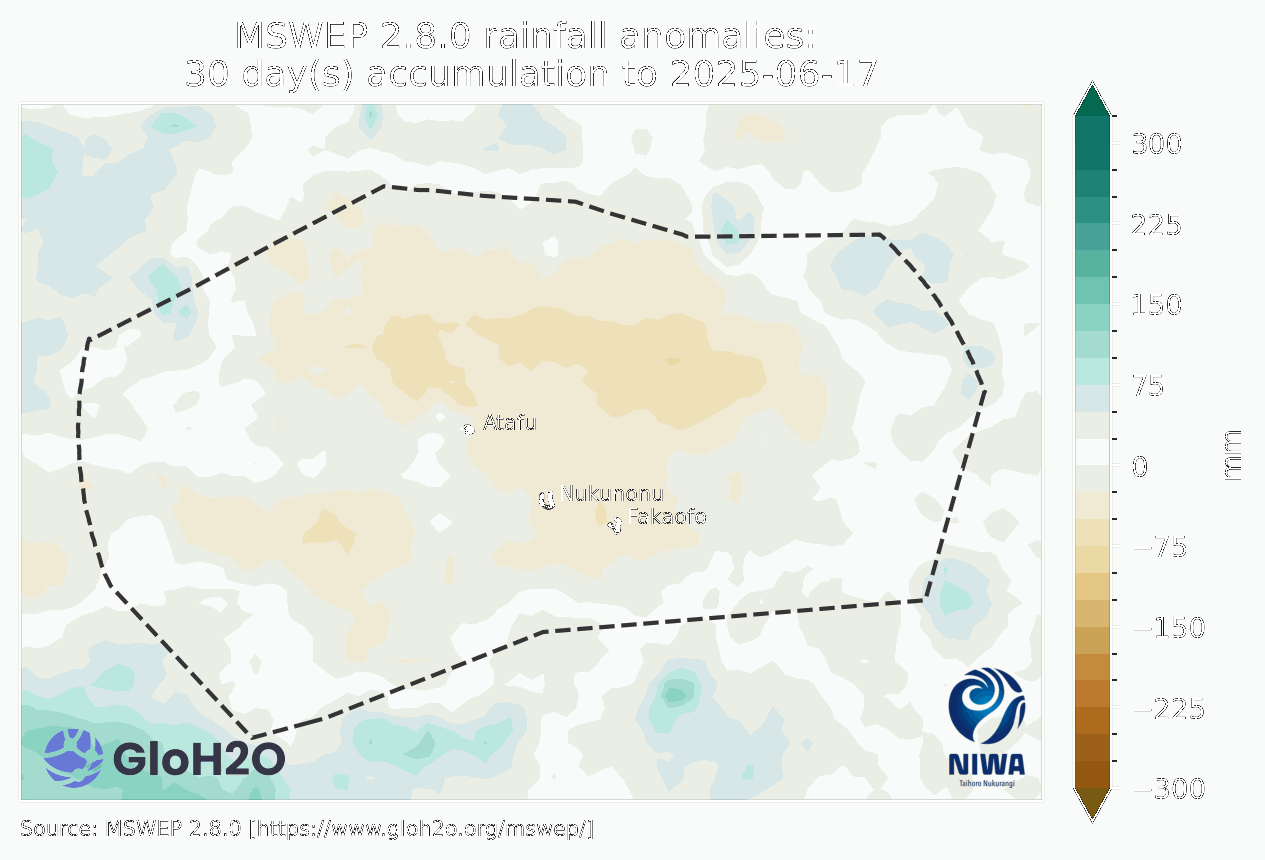 MSWEP 2.8.0 rainfall anomalies:
30 day(s) accumulation to 2025-06-17
300
225
150
75
0
−75
−150
−225
−300
mm
Atafu
Nukunonu
Fakaofo
GloH2O
NIWA
Taihoro Nukurangi
Source: MSWEP 2.8.0 [https://www.gloh2o.org/mswep/]